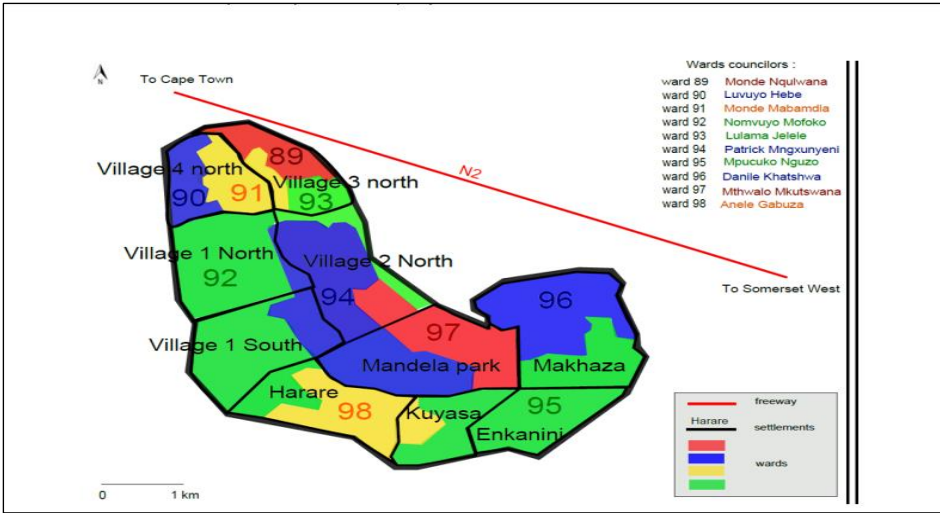 Wards councilors :
ward 89 Monde Nqulwana
ward 90 Luvuyo Hebe
ward 91 Monde Mabamdla
ward 92 Nomvuyo Mofoko
ward 93 Lulama Jelele
ward 94 Patrick Mngxunyeni
ward 95 Mpucuko Nguzo
ward 96 Danile Khatshwa
ward 97 Mthwalo Mkutswana
ward 98 Anele Gabuza
N
To Cape Town
N2
To Somerset West
89
Village 4 north
Village 3 north
90
91
93
Village 1 North
92
Village 2 North
94
96
97
Village 1 South
Mandela park
Makhaza
Harare
98
Kuyasa
95
Enkanini
0 1 km
freeway
Harare settlements
wards